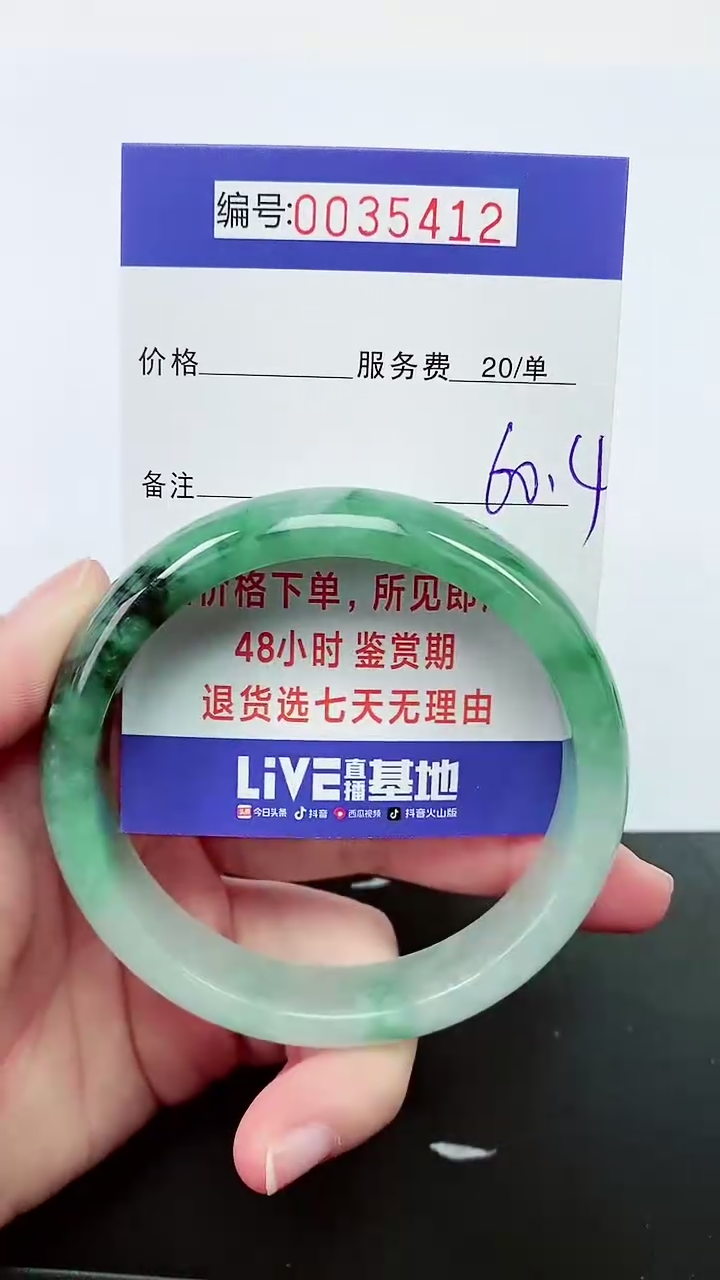 编号:0035412
价格 服务费 20/单
备注 60.4
价格下单，所见即
48小时 鉴赏期
退货选七天无理由
LiVE直播基地
头条 今日头条 抖音 西瓜视频 抖音火山版